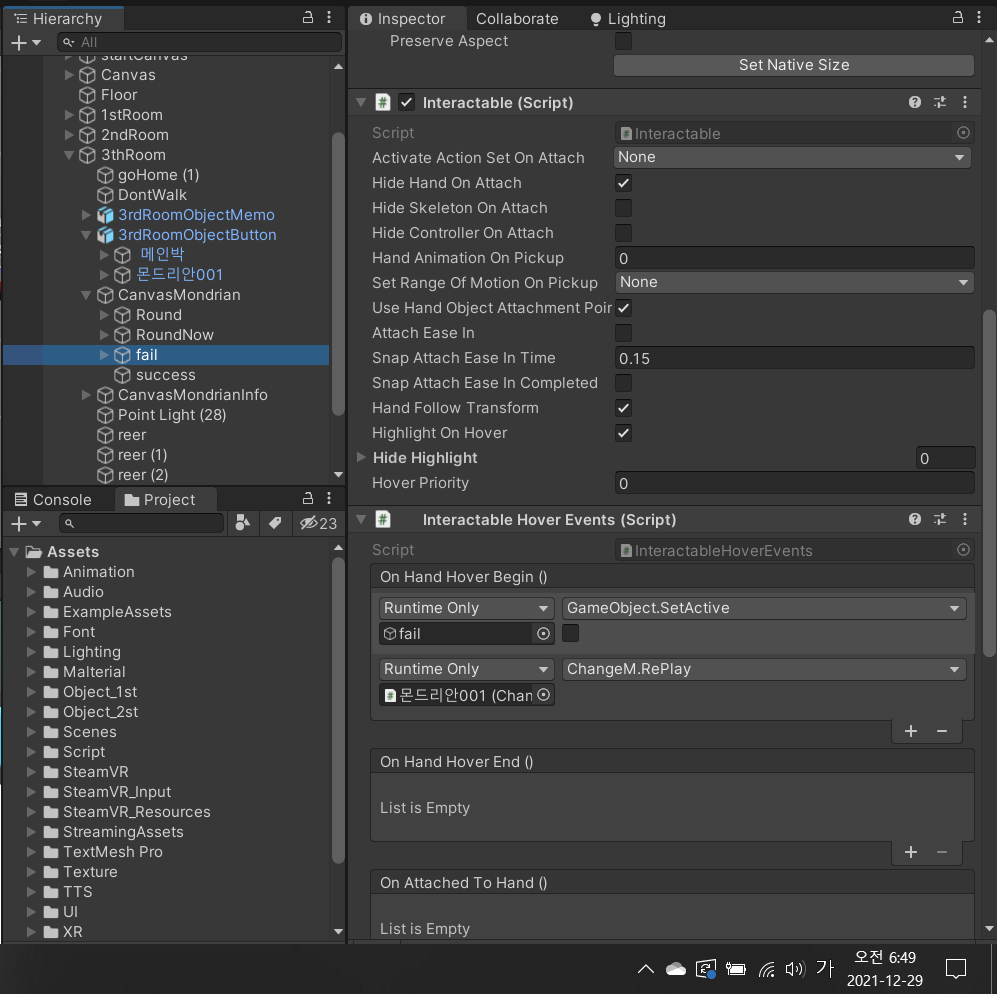 Hierarchy
All
startCanvas
Canvas
Floor
1stRoom
2ndRoom
3thRoom
goHome (1)
DontWalk
3rdRoomObjectMemo
3rdRoomObjectButton
메인박
몬드리안001
CanvasMondrian
Round
RoundNow
fail
success
CanvasMondrianInfo
Point Light (28)
reer
reer (1)
reer (2)
Console Project
23
Assets
Animation
Audio
ExampleAssets
Font
Lighting
Malterial
Object_1st
Object_2st
Scenes
Script
SteamVR
SteamVR_Input
SteamVR_Resources
StreamingAssets
TextMesh Pro
Texture
TTS
UI
XR
Inspector Collaborate Lighting
Preserve Aspect
Set Native Size
Interactable (Script)
Script Interactable
Activate Action Set On Attach None
Hide Hand On Attach
Hide Skeleton On Attach
Hide Controller On Attach
Hand Animation On Pickup 0
Set Range Of Motion On Pickup None
Use Hand Object Attachment Poir
Attach Ease In
Snap Attach Ease In Time 0.15
Snap Attach Ease In Completed
Hand Follow Transform
Highlight On Hover
Hide Highlight 0
Hover Priority 0
Interactable Hover Events (Script)
Script InteractableHoverEvents
On Hand Hover Begin ()
Runtime Only GameObject.SetActive
fail
Runtime Only ChangeM.RePlay
몬드리안001 (Chan
On Hand Hover End ()
List is Empty
On Attached To Hand ()
List is Empty
가 오전 6:49
2021-12-29